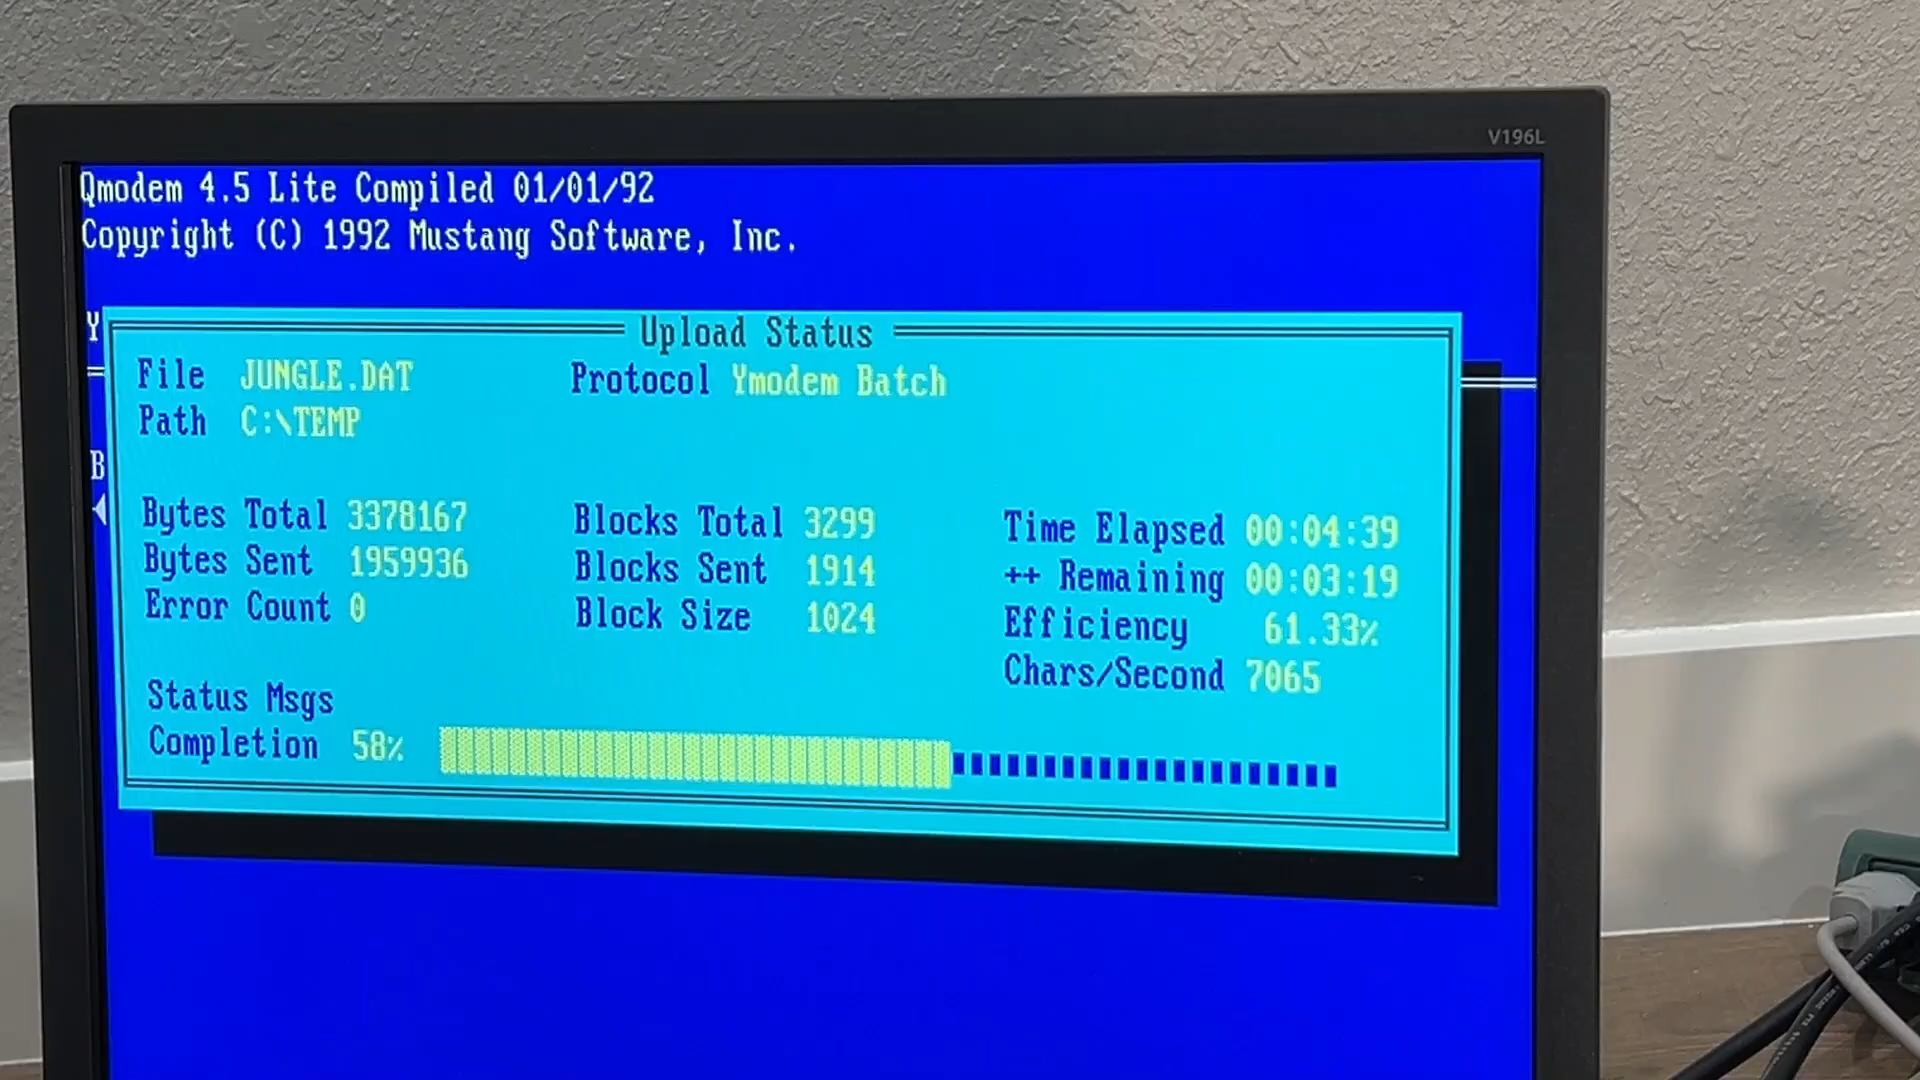 V196L
Qmodem 4.5 Lite Compiled 01/01/92
Copyright (C) 1992 Mustang Software, Inc.
Y
B
Upload Status
File JUNGLE.DAT Protocol Ymodem Batch
Path C:\TEMP
Bytes Total 3378167 Blocks Total 3299 Time Elapsed 00:04:39
Bytes Sent 1959936 Blocks Sent 1914 ++ Remaining 00:03:19
Error Count 0 Block Size 1024 Efficiency 61.33%
Chars/Second 7065
Status Msgs
Completion 58%